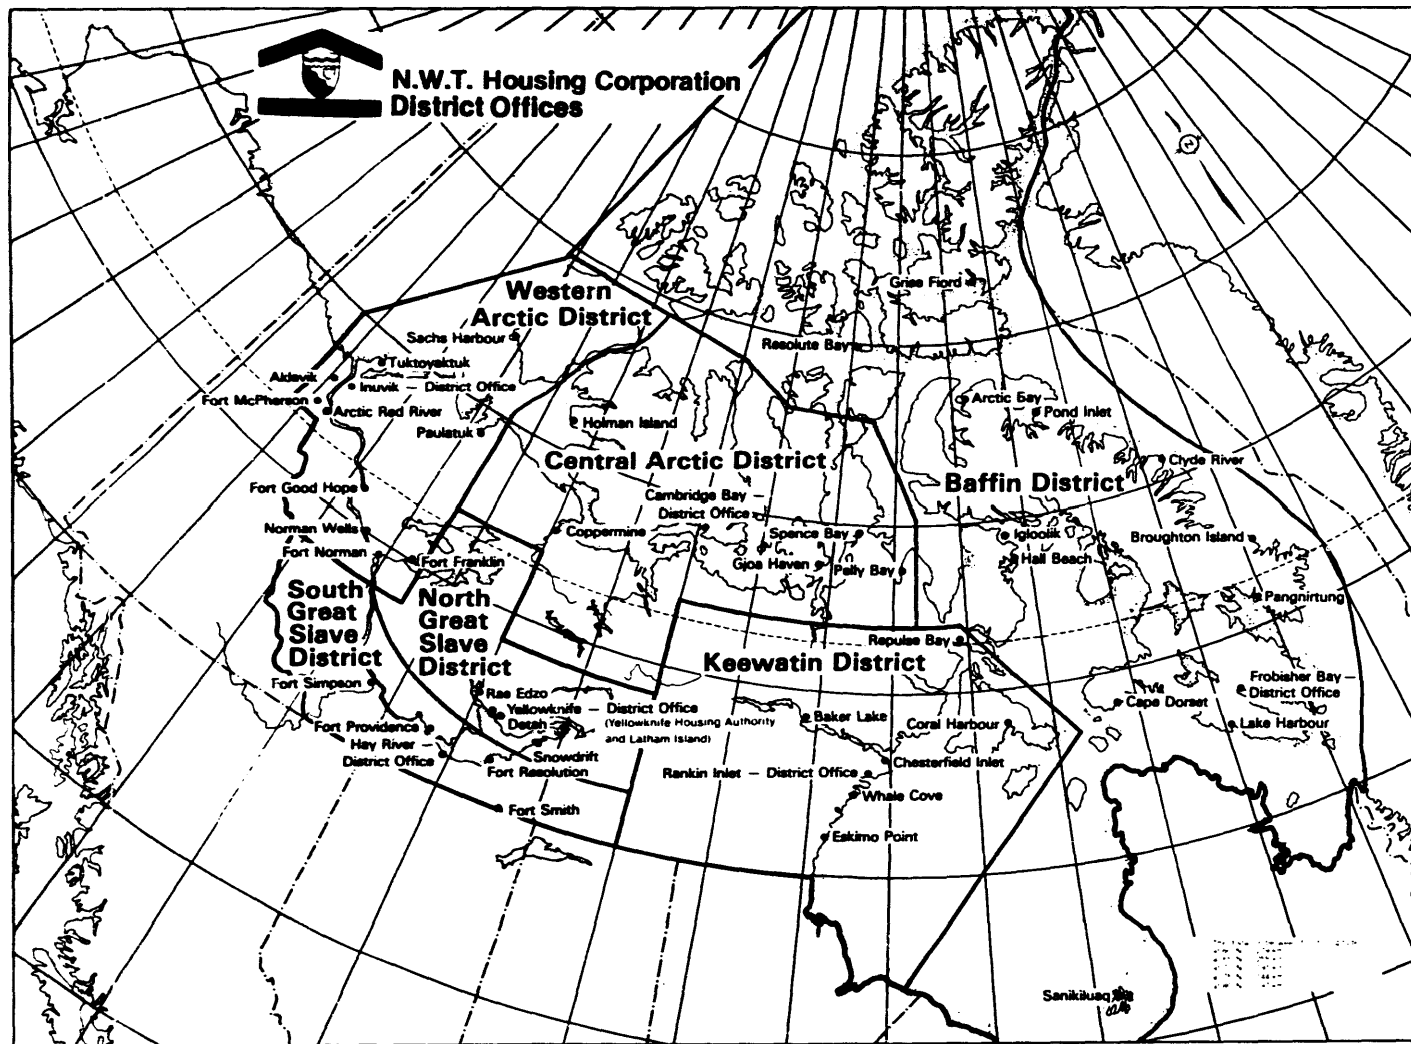 N.W.T. Housing Corporation
District Offices
Western
Arctic District
Sachs Harbour
Tuktoyaktuk
Aklavik
Inuvik – District Office
Fort McPherson
Arctic Red River
Paulatuk
Holman Island
Central Arctic District
Cambridge Bay –
District Office
Coppermine
Spence Bay
Gjoa Haven
Pelly Bay
Grise Fiord
Resolute Bay
Arctic Bay
Pond Inlet
Clyde River
Baffin District
Igloolik
Hall Beach
Broughton Island
Pangnirtung
Frobisher Bay –
District Office
Lake Harbour
Cape Dorset
Sanikiluaq
Fort Good Hope
Norman Wells
Fort Norman
Fort Franklin
South
Great
Slave
District
North
Great
Slave
District
Fort Simpson
Fort Providence
Hay River –
District Office
Rae Edzo
Yellowknife – District Office
Detah
(Yellowknife Housing Authority
and Latham Island)
Snowdrift
Fort Resolution
Fort Smith
Keewatin District
Repulse Bay
Baker Lake
Coral Harbour
Chesterfield Inlet
Rankin Inlet – District Office
Whale Cove
Eskimo Point